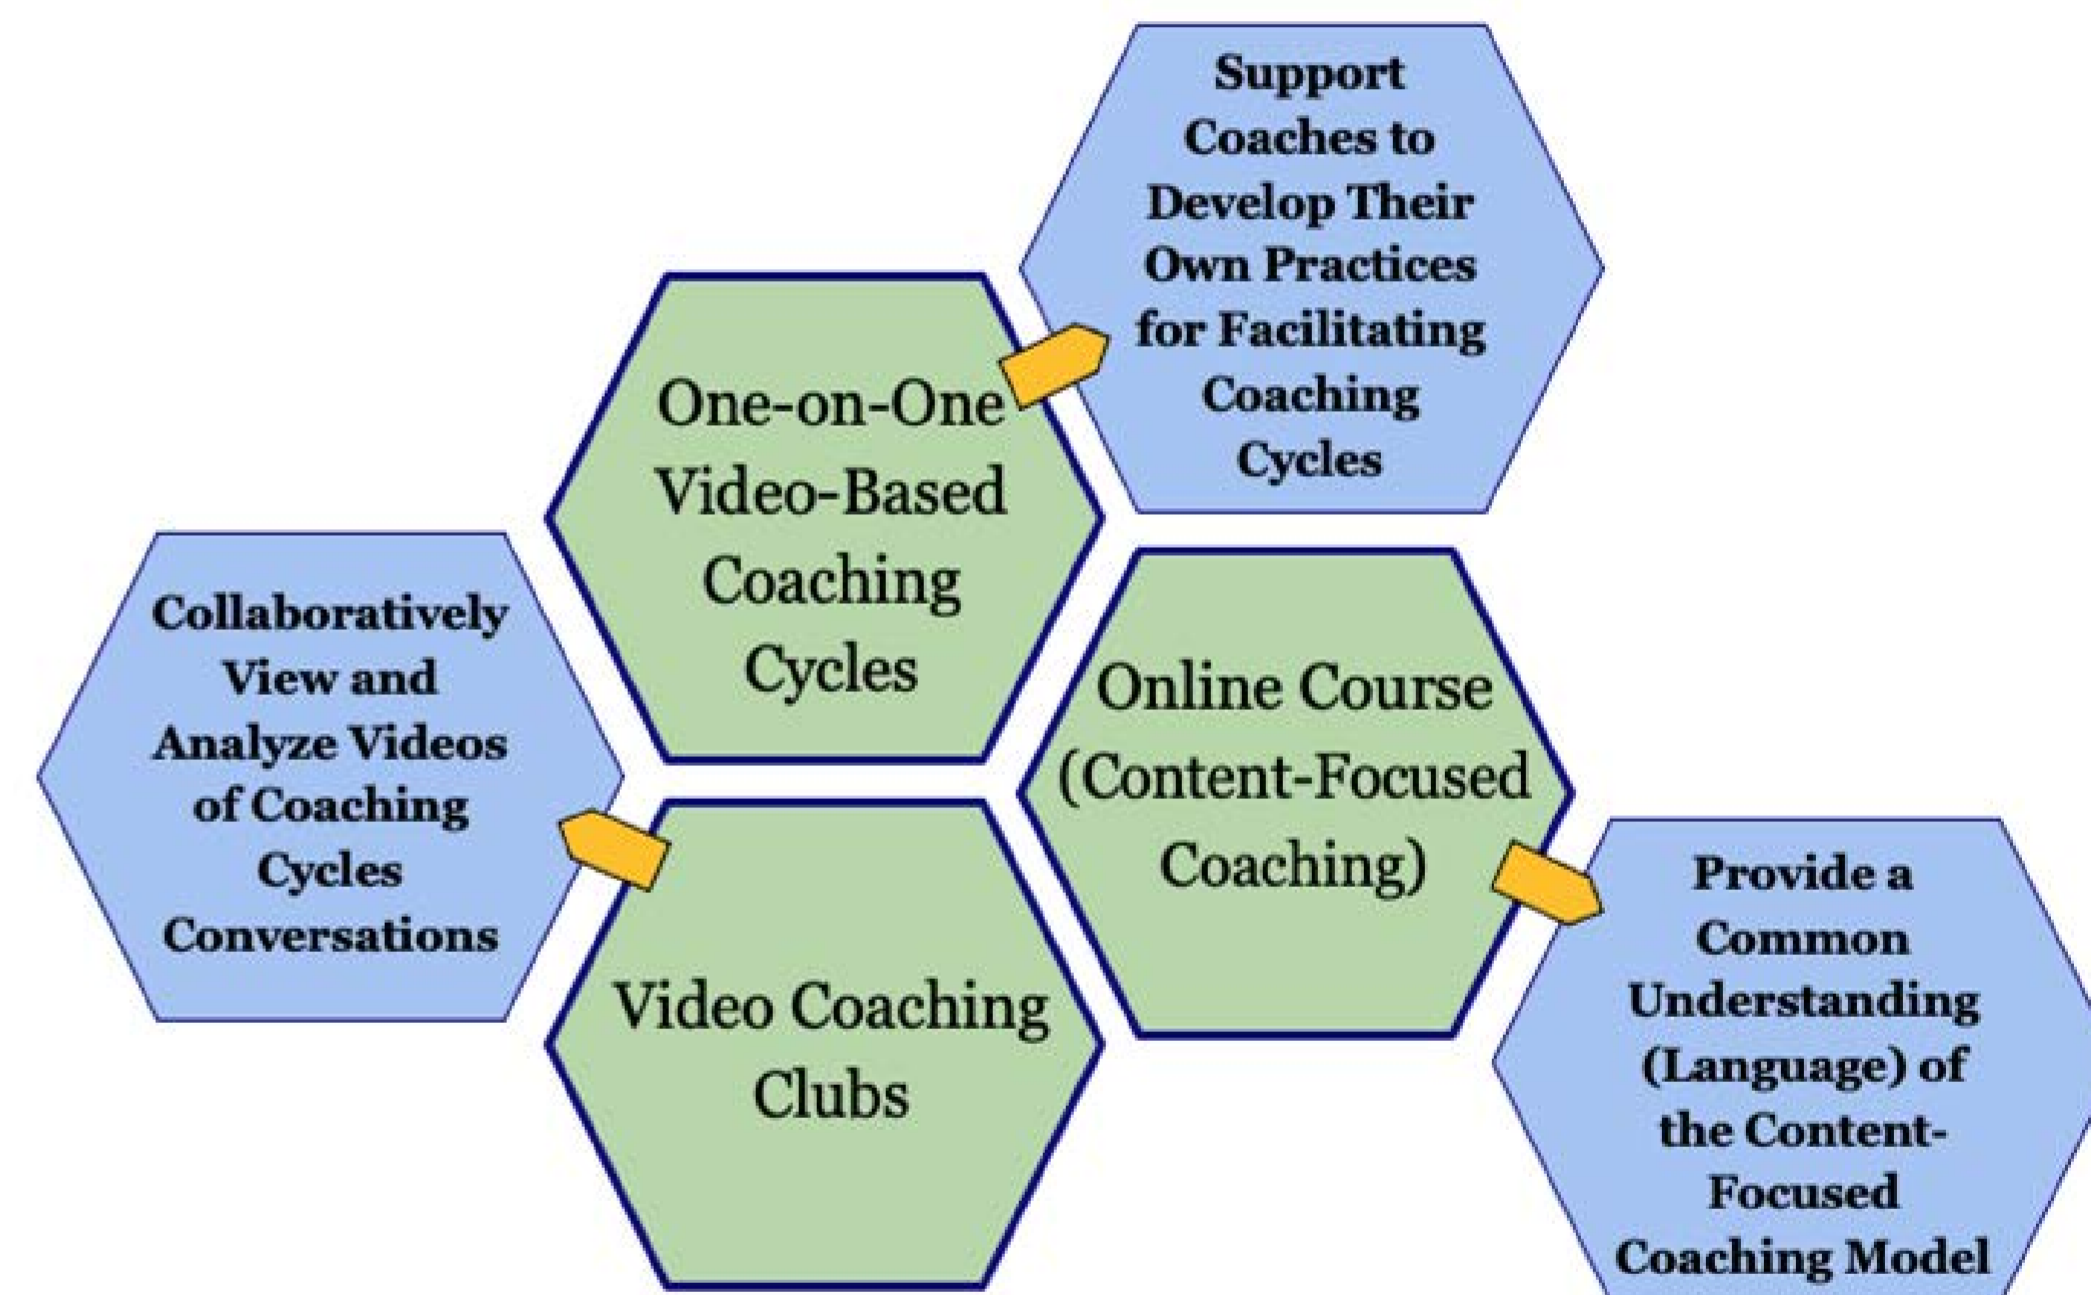 Support
Coaches to
Develop Their
Own Practices
for Facilitating
Coaching
Cycles
One-on-One
Video-Based
Coaching
Cycles
Collaboratively
View and
Analyze Videos
of Coaching
Cycles
Conversations
Online Course
(Content-Focused
Coaching)
Video Coaching
Clubs
Provide a
Common
Understanding
(Language) of
the Content-
Focused
Coaching Model